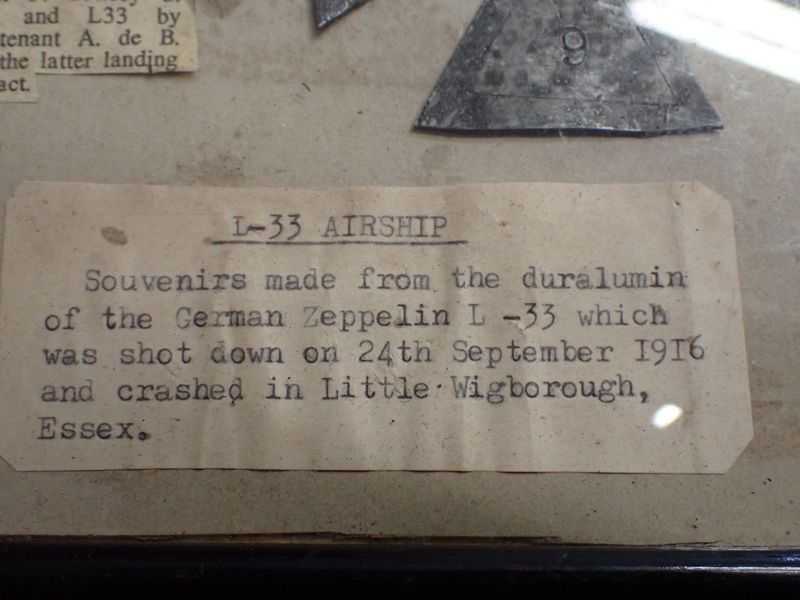 and L33 by
tenant A. de B.
the latter landing
act.
9
L-33 AIRSHIP
Souvenirs made from the duralumin
of the German Zeppelin L -33 which
was shot down on 24th September 1916
and crashed in Little Wigborough,
Essex.